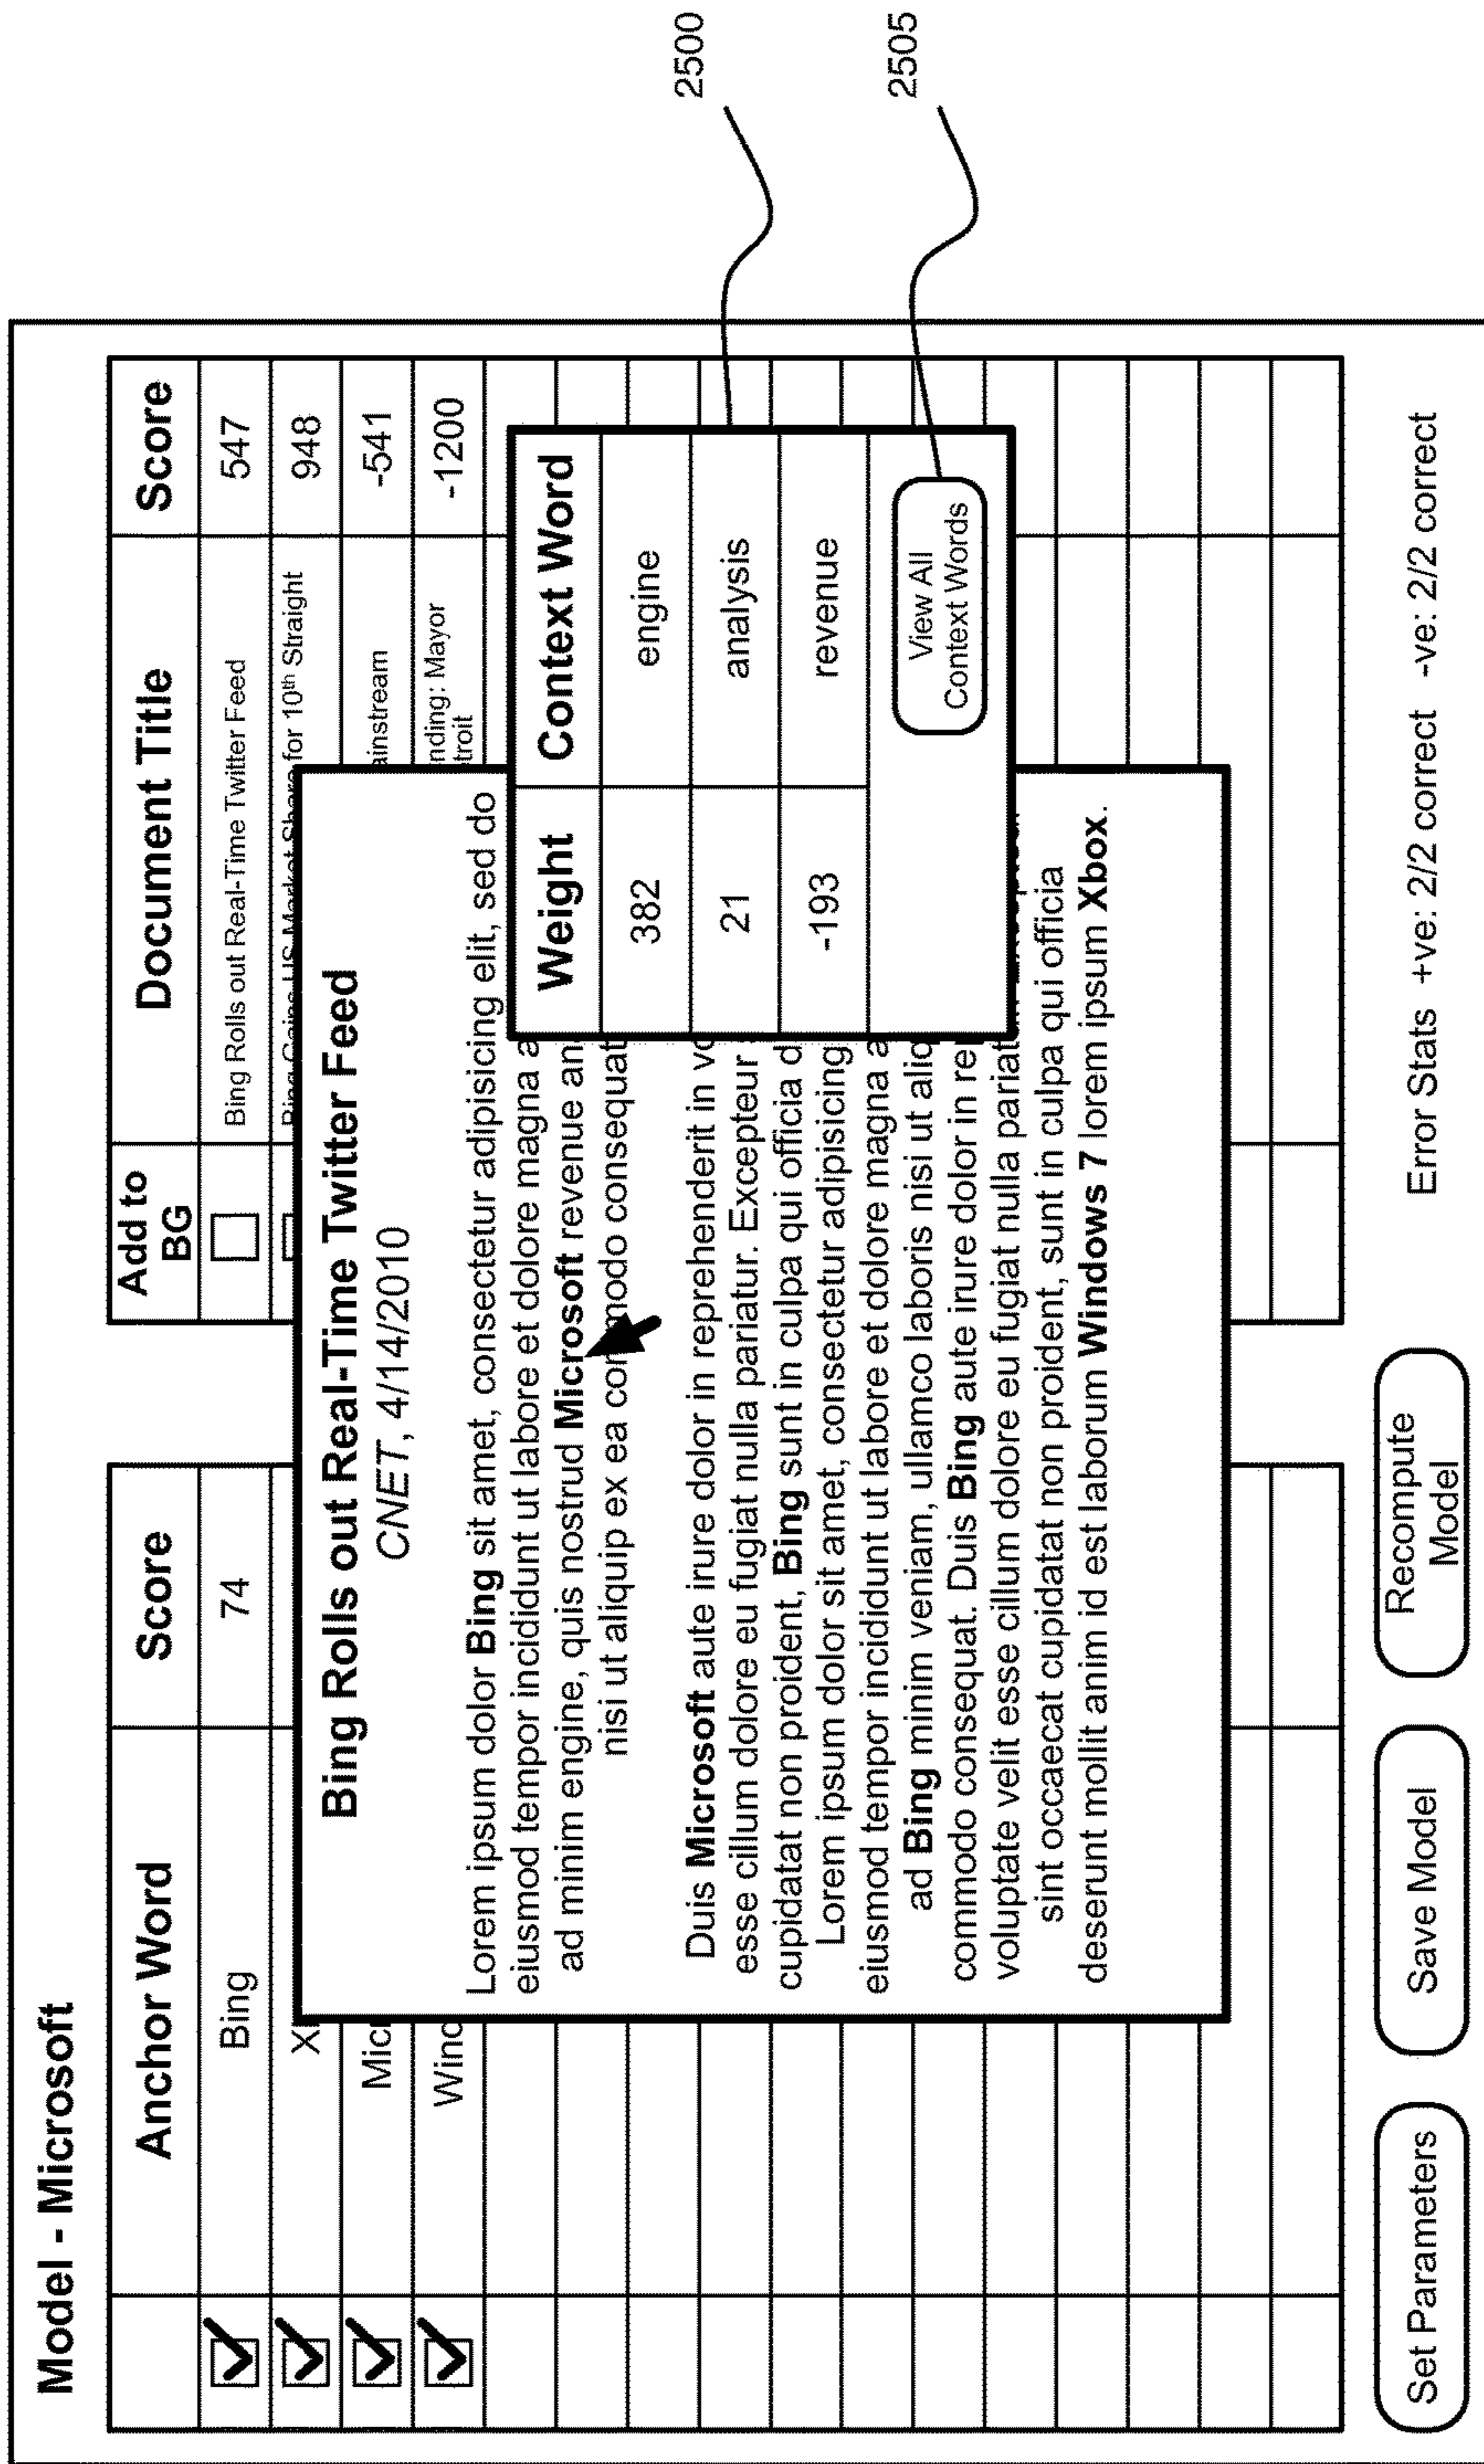 Model - Microsoft
Anchor Word Score
Add to BG Document Title Score
Bing 74
Bing Rolls out Real-Time Twitter Feed 547
for 10th Straight 948
-541
nding: Mayor -1200
Bing Rolls out Real-Time Twitter Feed
CNET, 4/14/2010
Lorem ipsum dolor Bing sit amet, consectetur adipisicing elit, sed do
eiusmod tempor incididunt ut labore et dolore magna a
ad minim engine, quis nostrud Microsoft revenue an
nisi ut aliquip ex ea commodo consequat
Duis Microsoft aute irure dolor in reprehenderit in vo
esse cillum dolore eu fugiat nulla pariatur. Excepteur
cupidatat non proident, Bing sunt in culpa qui officia d
Lorem ipsum dolor sit amet, consectetur adipisicing
eiusmod tempor incididunt ut labore et dolore magna a
ad Bing minim veniam, ullamco laboris nisi ut aliq
commodo consequat. Duis Bing aute irure dolor in re
voluptate velit esse cillum dolore eu fugiat nulla pariat
sint occaecat cupidatat non proident, sunt in culpa qui officia
deserunt mollit anim id est laborum Windows 7 lorem ipsum Xbox.
Weight Context Word
382 engine
21 analysis
-193 revenue
View All
Context Words
2500
2505
Set Parameters
Save Model
Recompute
Model
Error Stats +ve: 2/2 correct -ve: 2/2 correct